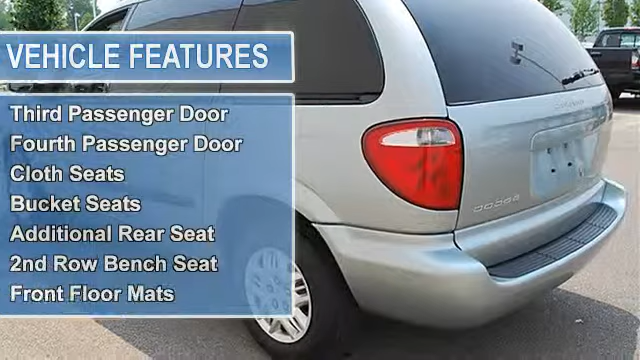 VEHICLE FEATURES
Third Passenger Door
Fourth Passenger Door
Cloth Seats
Bucket Seats
Additional Rear Seat
2nd Row Bench Seat
Front Floor Mats
DODGE